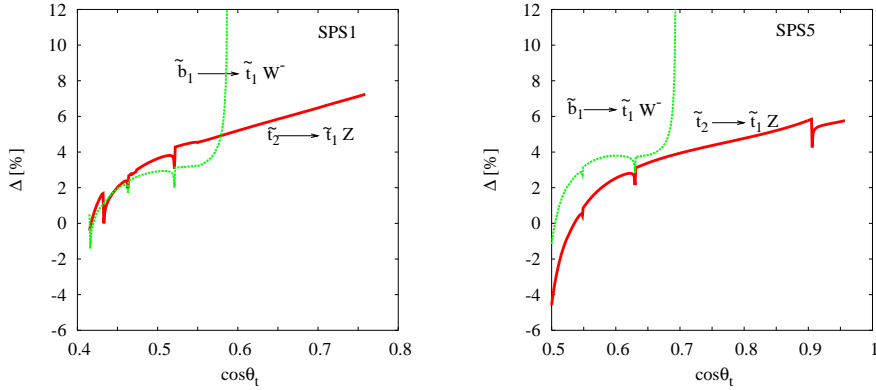 SPS1
12
10
8
6
4
2
0
-2
-4
-6
Δ [%]
b̃₁ → t̃₁ W⁻
t̃₂ → t̃₁ Z
0.4 0.5 0.6 0.7 0.8
cosθₜ
SPS5
12
10
8
6
4
2
0
-2
-4
-6
Δ [%]
b̃₁ → t̃₁ W⁻
t̃₂ → t̃₁ Z
0.5 0.6 0.7 0.8 0.9 1
cosθₜ